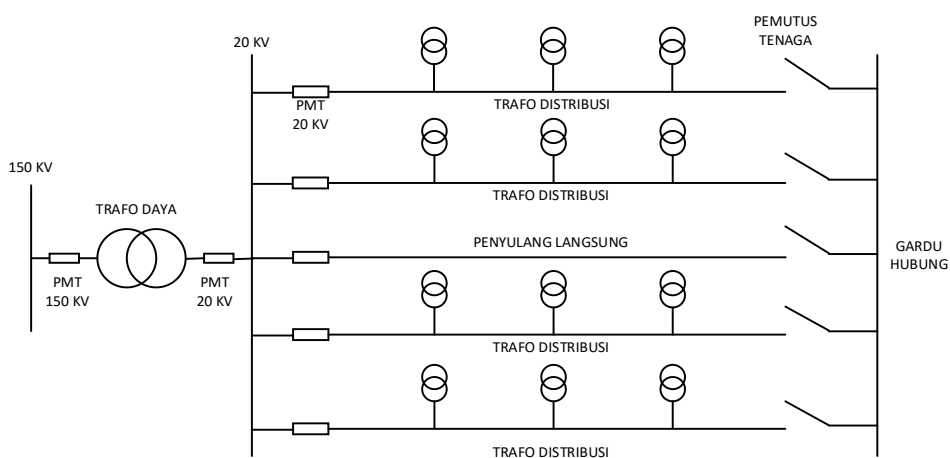 PEMUTUS
TENAGA
20 KV
PMT
20 KV
TRAFO DISTRIBUSI
150 KV
TRAFO DISTRIBUSI
TRAFO DAYA
PENYULANG LANGSUNG
GARDU
HUBUNG
PMT
150 KV
PMT
20 KV
TRAFO DISTRIBUSI
TRAFO DISTRIBUSI